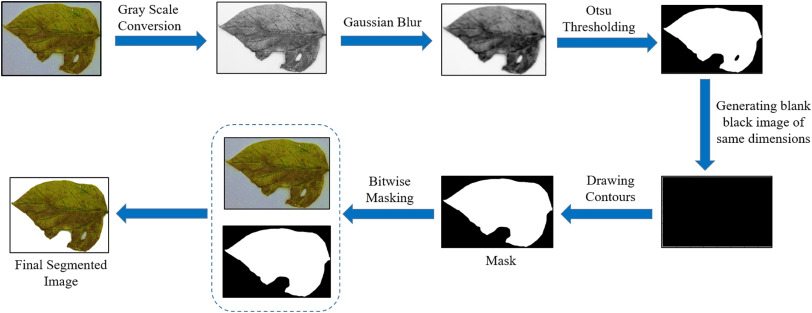 Gray Scale
Conversion
Gaussian Blur
Otsu
Thresholding
Generating blank
black image of
same dimensions
Drawing
Contours
Mask
Bitwise
Masking
Final Segmented
Image